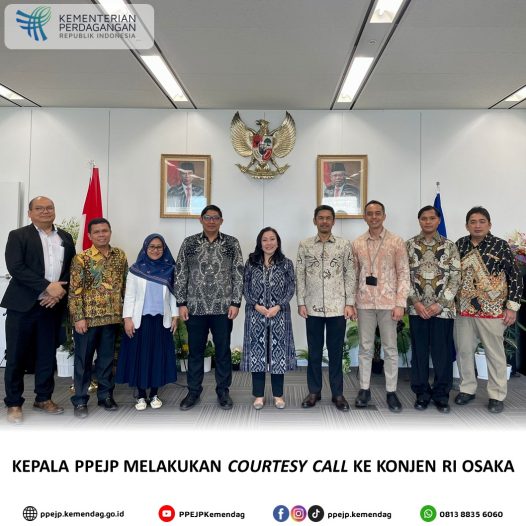 KEMENTERIAN
PERDAGANGAN
REPUBLIK INDONESIA
KEPALA PPEJP MELAKUKAN COURTESY CALL KE KONJEN RI OSAKA
ppejp.kemendag.go.id
PPEJPKemendag
ppejp.kemendag
0813 8835 6060